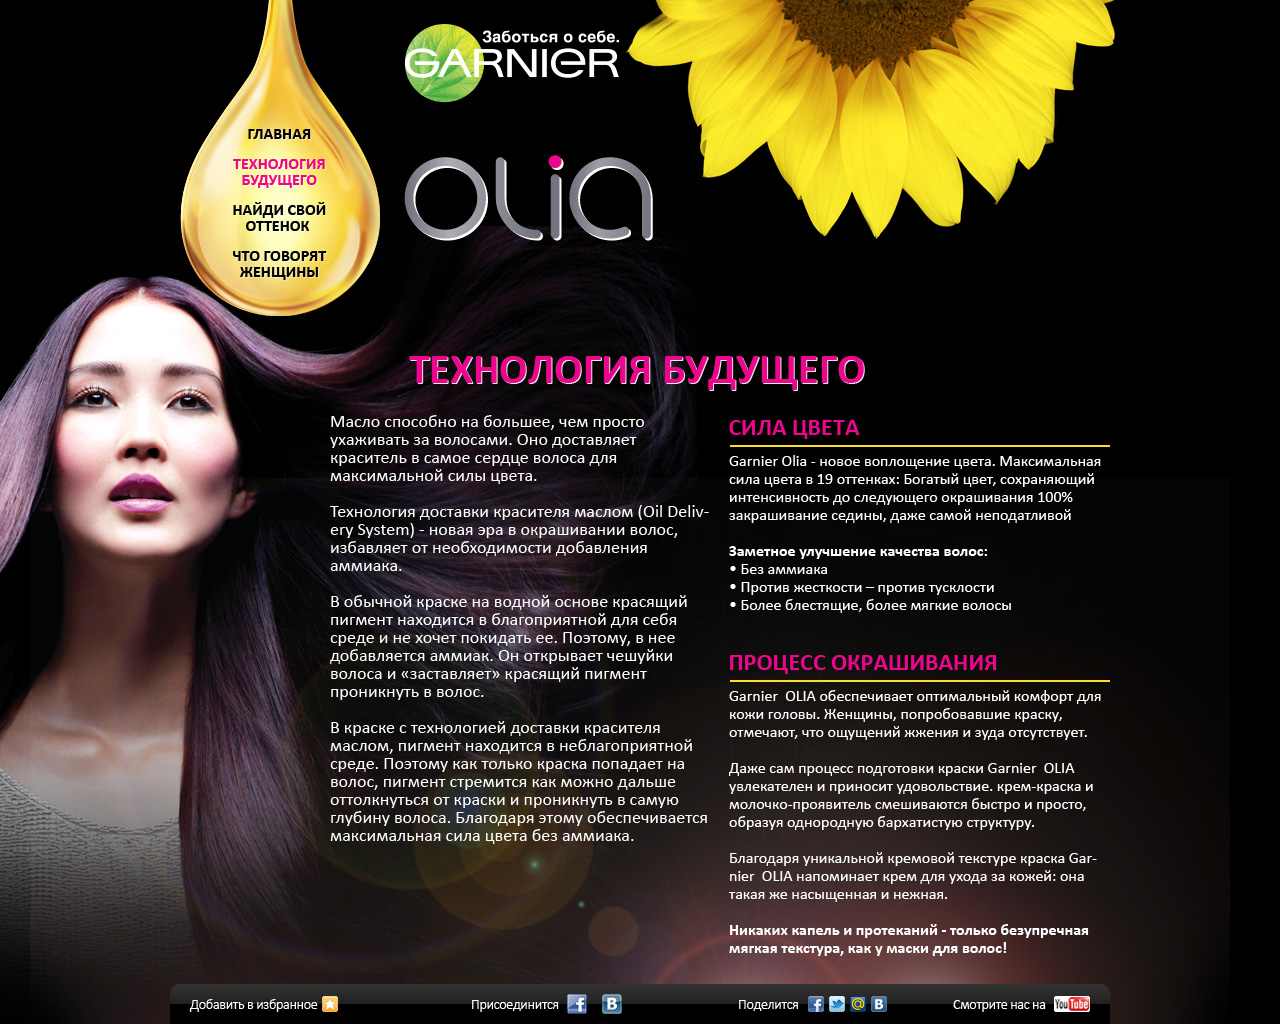 Заботься о себе.
GARNIER
OLIA
ГЛАВНАЯ
ТЕХНОЛОГИЯ
БУДУЩЕГО
НАЙДИ СВОЙ
ОТТЕНОК
ЧТО ГОВОРЯТ
ЖЕНЩИНЫ
ТЕХНОЛОГИЯ БУДУЩЕГО
Масло способно на большее, чем просто
ухаживать за волосами. Оно доставляет
краситель в самое сердце волоса для
максимальной силы цвета.
Технология доставки красителя маслом (Oil Deliv-
ery System) - новая эра в окрашивании волос,
избавляет от необходимости добавления
аммиака.
В обычной краске на водной основе красящий
пигмент находится в благоприятной для себя
среде и не хочет покидать ее. Поэтому, в нее
добавляется аммиак. Он открывает чешуйки
волоса и «заставляет» красящий пигмент
проникнуть в волос.
В краске с технологией доставки красителя
маслом, пигмент находится в неблагоприятной
среде. Поэтому как только краска попадает на
волос, пигмент стремится как можно дальше
оттолкнуться от краски и проникнуть в самую
глубину волоса. Благодаря этому обеспечивается
максимальная сила цвета без аммиака.
СИЛА ЦВЕТА
Garnier Olia - новое воплощение цвета. Максимальная
сила цвета в 19 оттенках: Богатый цвет, сохраняющий
интенсивность до следующего окрашивания 100%
закрашивание седины, даже самой неподатливой
Заметное улучшение качества волос:
• Без аммиака
• Против жесткости – против тусклости
• Более блестящие, более мягкие волосы
ПРОЦЕСС ОКРАШИВАНИЯ
Garnier OLIA обеспечивает оптимальный комфорт для
кожи головы. Женщины, попробовавшие краску,
отмечают, что ощущений жжения и зуда отсутствует.
Даже сам процесс подготовки краски Garnier OLIA
увлекателен и приносит удовольствие. крем-краска и
молочко-проявитель смешиваются быстро и просто,
образуя однородную бархатистую структуру.
Благодаря уникальной кремовой текстуре краска Gar-
nier OLIA напоминает крем для ухода за кожей: она
такая же насыщенная и нежная.
Никаких капель и протеканий - только безупречная
мягкая текстура, как у маски для волос!
Добавить в избранное
Присоединится
Поделится
Смотрите нас на YouTube